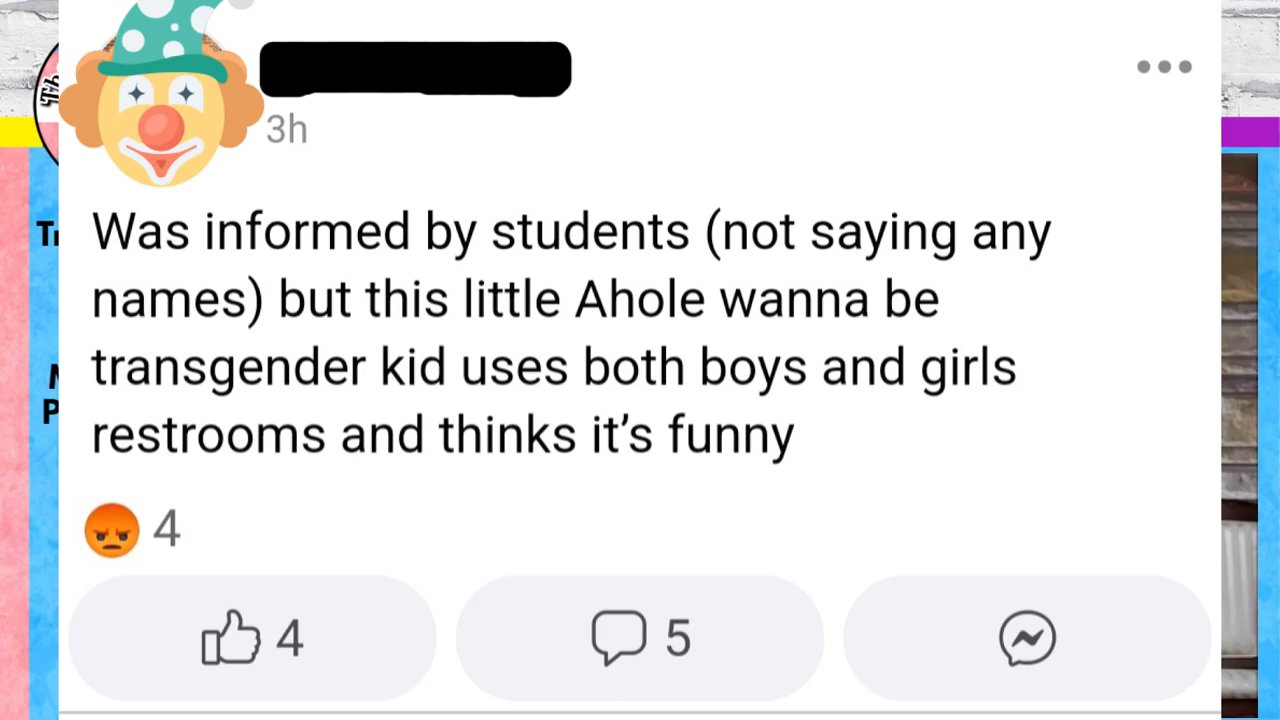 3h
Was informed by students (not saying any
names) but this little Ahole wanna be
transgender kid uses both boys and girls
restrooms and thinks it’s funny
4
4
5